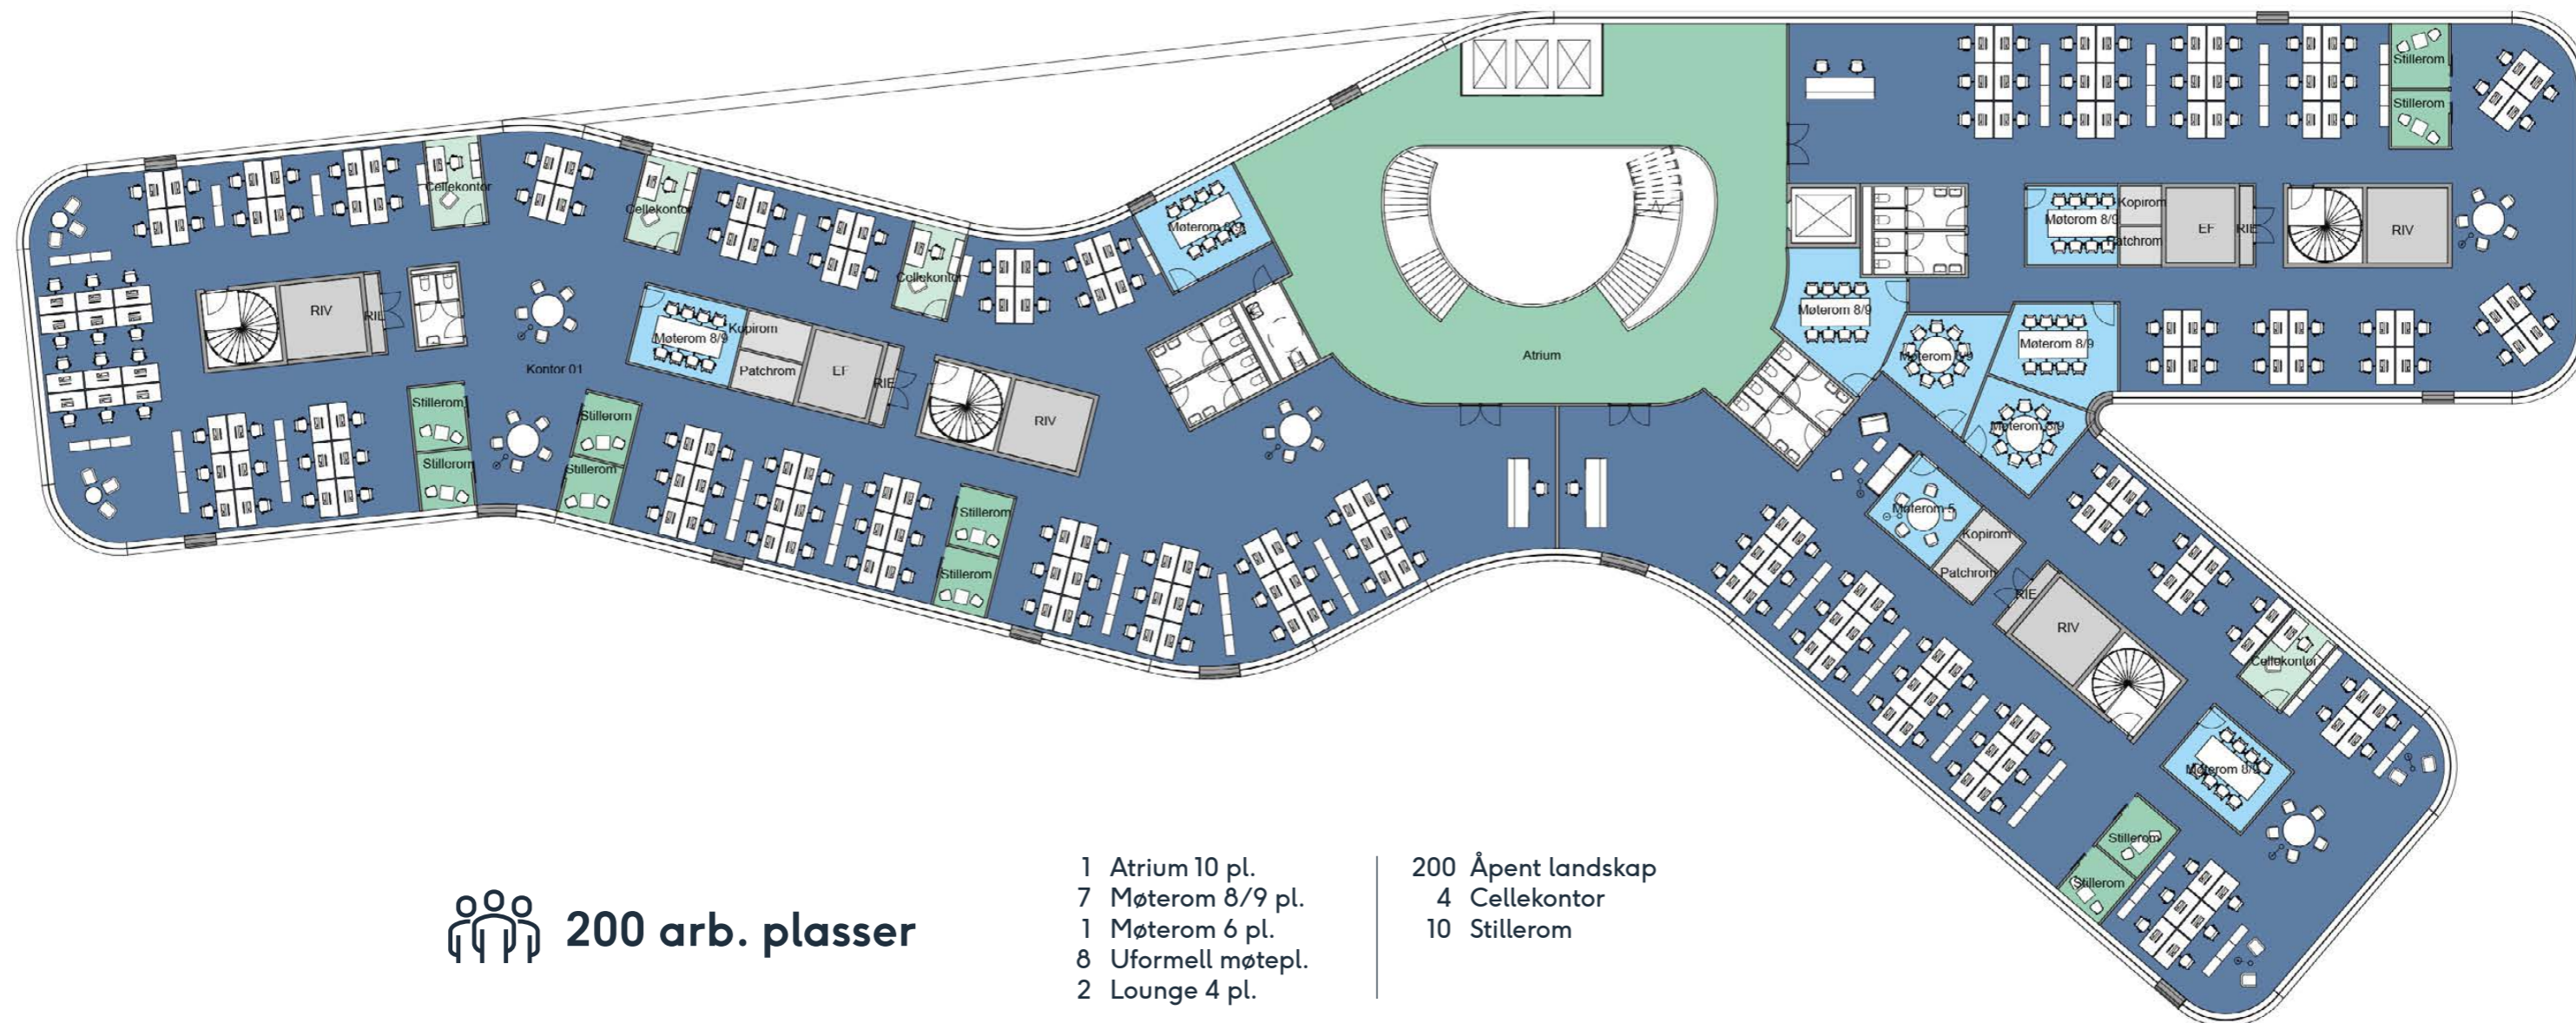 Stillerom
Stillerom
Cellekontor
Cellekontor
Cellekontor
Møterom 8/9
Møterom 8/9
Kopirom
Patchrom
EF
RIE
RIV
RIV
RIE
Møterom 8/9
Kopirom
Patchrom
EF
RIE
RIV
Kontor 01
Atrium
Møterom 8/9
Møterom 8/9
Møterom 8/9
Møterom 8/9
Stillerom
Stillerom
Stillerom
Stillerom
Stillerom
Stillerom
Møterom 5
Kopirom
Patchrom
RIE
RIV
Cellekontor
Møterom 8/9
Stillerom
Stillerom
200 arb. plasser
1 Atrium 10 pl.
7 Møterom 8/9 pl.
1 Møterom 6 pl.
8 Uformell møtepl.
2 Lounge 4 pl.
200 Åpent landskap
4 Cellekontor
10 Stillerom